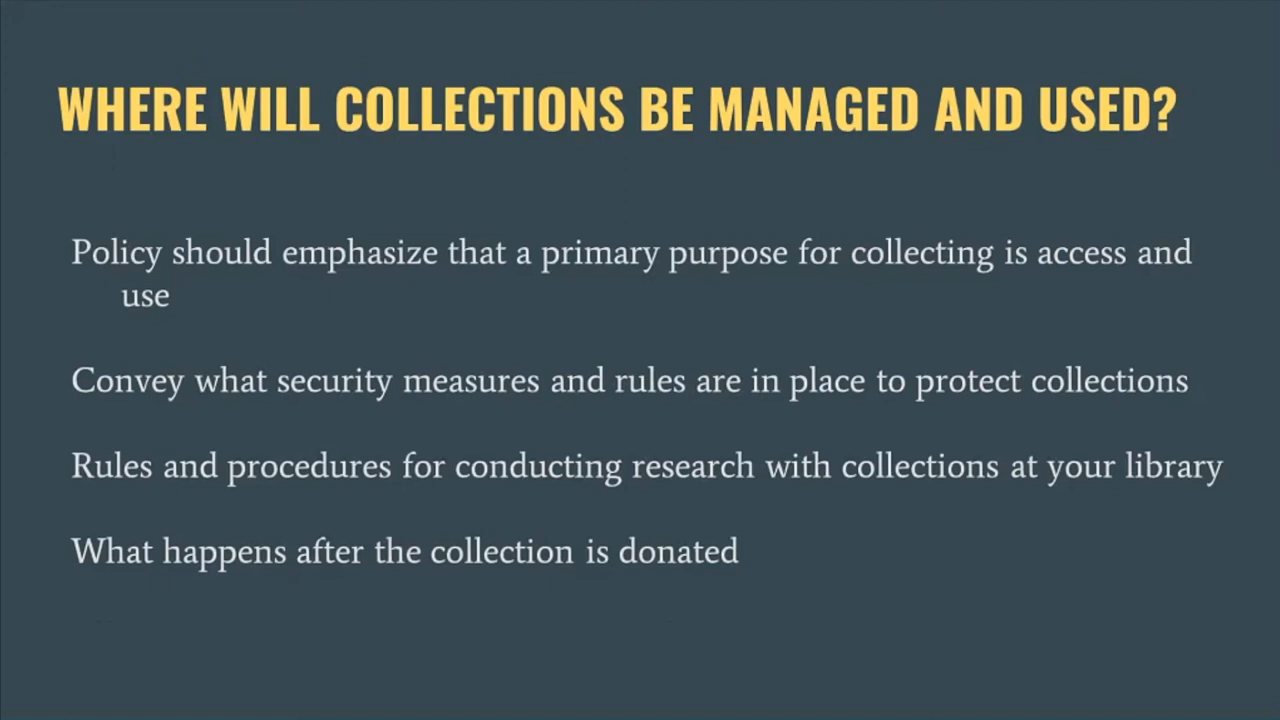 WHERE WILL COLLECTIONS BE MANAGED AND USED?
Policy should emphasize that a primary purpose for collecting is access and
use
Convey what security measures and rules are in place to protect collections
Rules and procedures for conducting research with collections at your library
What happens after the collection is donated